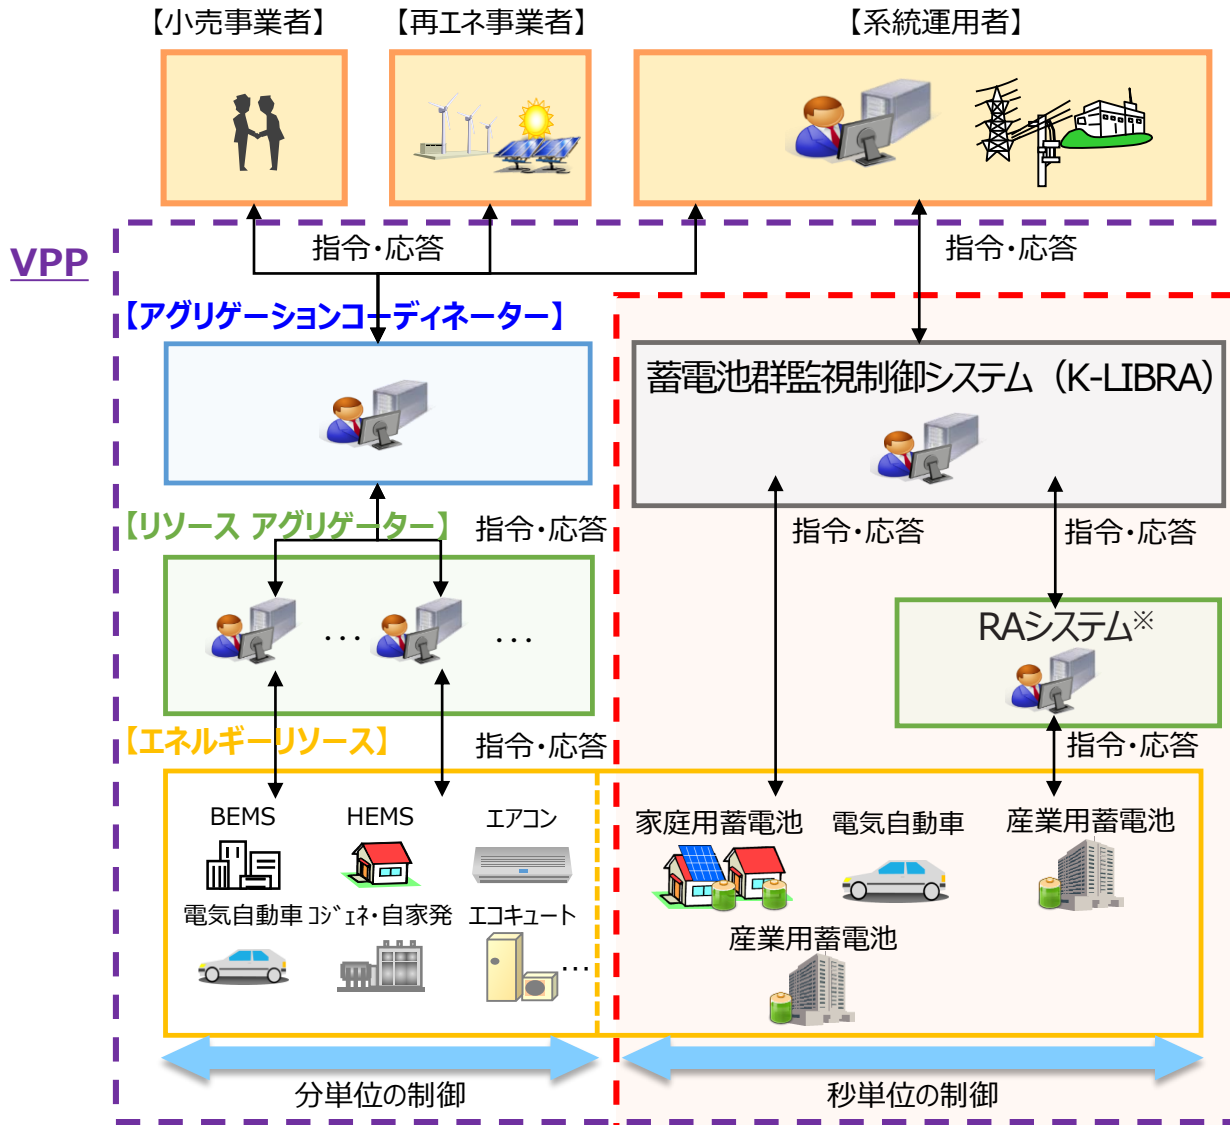 【小売事業者】
【再エネ事業者】
【系統運用者】
VPP
指令・応答
指令・応答
【アグリゲーションコーディネーター】
蓄電池群監視制御システム（K-LIBRA）
【リソース アグリゲーター】
指令・応答
指令・応答
指令・応答
… …
RAシステム※
【エネルギーリソース】
指令・応答
指令・応答
BEMS
HEMS
エアコン
家庭用蓄電池
電気自動車
産業用蓄電池
電気自動車
ｺｼﾞｪﾈ・自家発
エコキュート
…
産業用蓄電池
分単位の制御
秒単位の制御